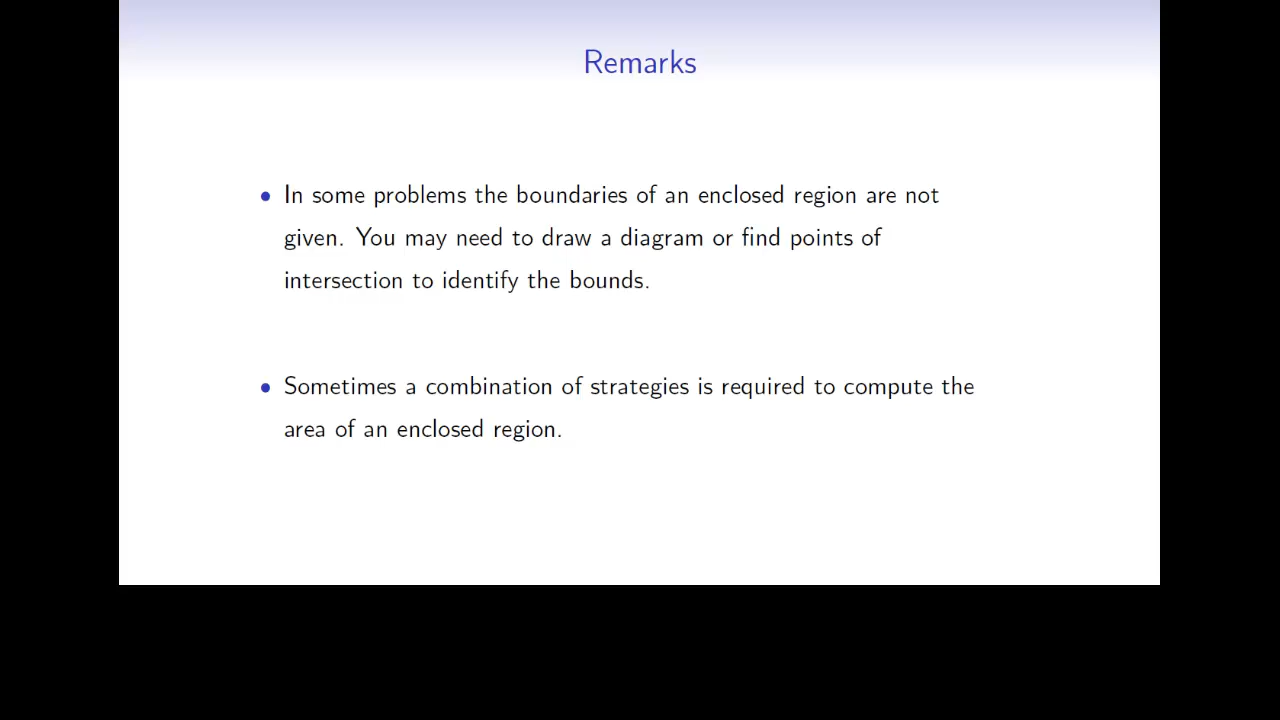 Remarks
• In some problems the boundaries of an enclosed region are not
given. You may need to draw a diagram or find points of
intersection to identify the bounds.
• Sometimes a combination of strategies is required to compute the
area of an enclosed region.